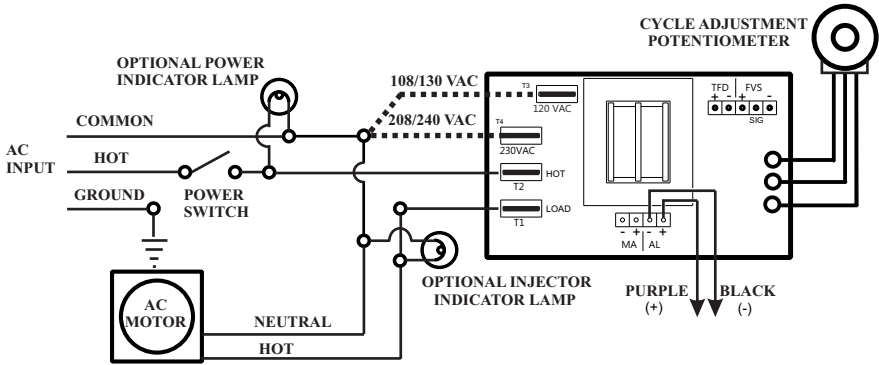 CYCLE ADJUSTMENT
POTENTIOMETER
OPTIONAL POWER
INDICATOR LAMP
108/130 VAC
T3
120 VAC
TFD FVS
+ - + -
SIG
COMMON
208/240 VAC
T4
230VAC
AC
INPUT
HOT
POWER
SWITCH
T2
HOT
GROUND
T1
LOAD
- + - +
MA AL
OPTIONAL INJECTOR
INDICATOR LAMP
PURPLE
(+)
BLACK
(-)
AC
MOTOR
NEUTRAL
HOT